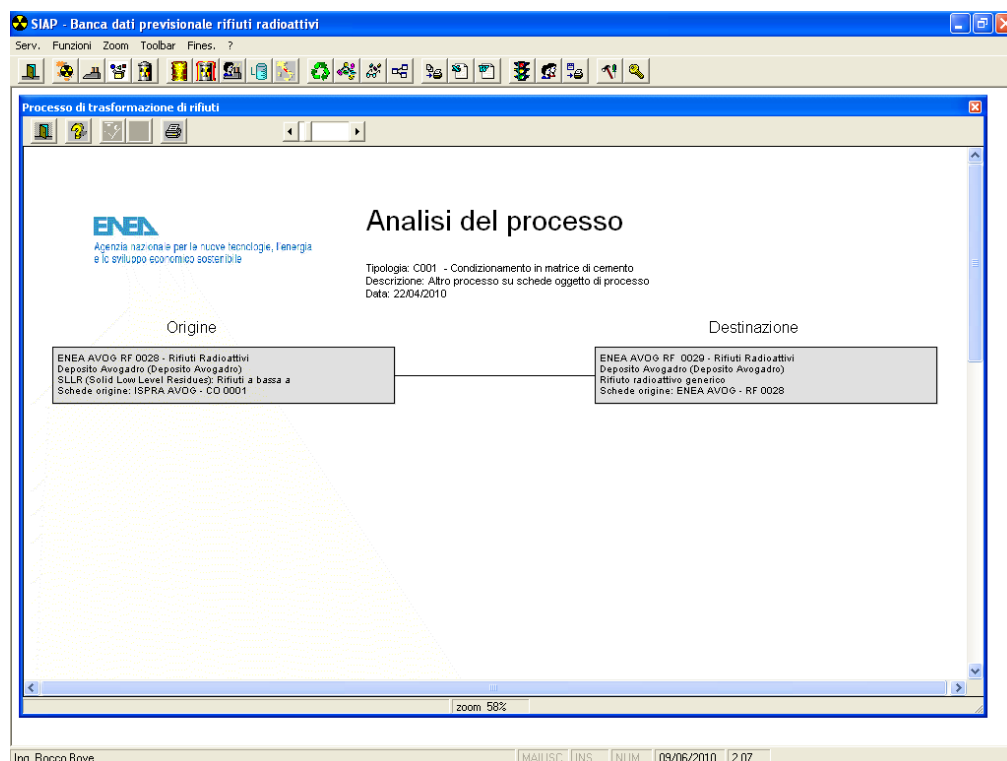 SIAP - Banca dati previsionale rifiuti radioattivi
Serv. Funzioni Zoom Toolbar Fines. ?
Processo di trasformazione di rifiuti
ENEA
Agenzia nazionale per le nuove tecnologie, l'energia
e lo sviluppo economico sostenibile
Analisi del processo
Tipologia: C001 - Condizionamento in matrice di cemento
Descrizione: Altro processo su schede oggetto di processo
Data: 22/04/2010
Origine
Destinazione
ENEA AVOG RF 0028 - Rifiuti Radioattivi
Deposito Avogadro (Deposito Avogadro)
SLLR (Solid Low Level Residues): Rifiuti a bassa a
Schede origine: ISPRA AVOG - CO 0001
ENEA AVOG RF 0029 - Rifiuti Radioattivi
Deposito Avogadro (Deposito Avogadro)
Rifiuto radioattivo generico
Schede origine: ENEA AVOG - RF 0028
zoom 58%
Ing. Rocco Bove MAIUSC INS NUM 09/06/2010 2.07